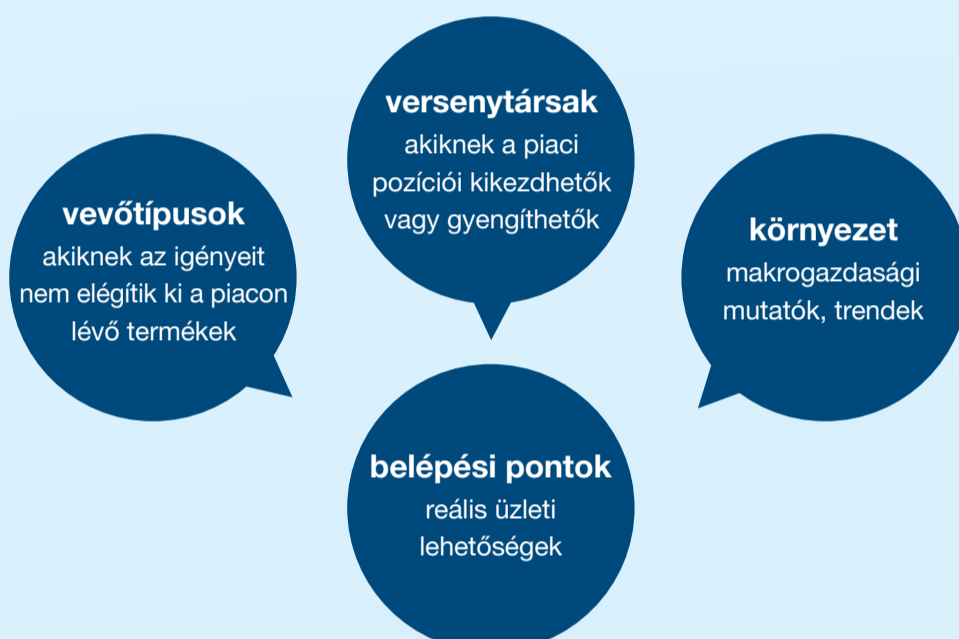 vevőtípusok
akiknek az igényeit
nem elégítik ki a piacon
lévő termékek
versenytársak
akiknek a piaci
pozíciói kikezdhetők
vagy gyengíthetők
környezet
makrogazdasági
mutatók, trendek
belépési pontok
reális üzleti
lehetőségek